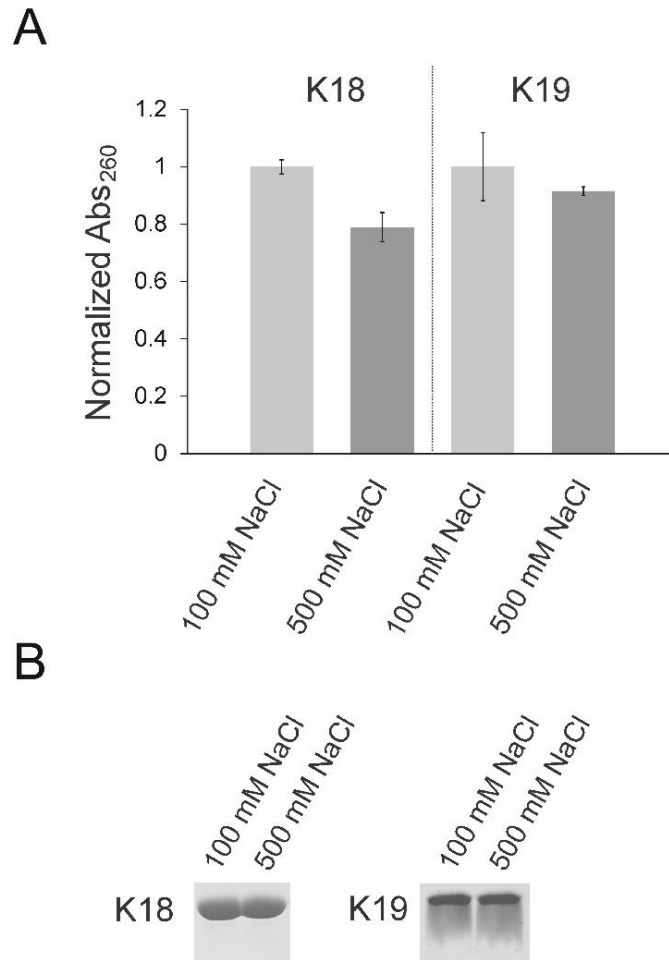 A
K18 K19
1.2
1
0.8
0.6
0.4
0.2
0
Normalized Abs260
100 mM NaCl
500 mM NaCl
100 mM NaCl
500 mM NaCl
B
100 mM NaCl
500 mM NaCl
100 mM NaCl
500 mM NaCl
K18 K19